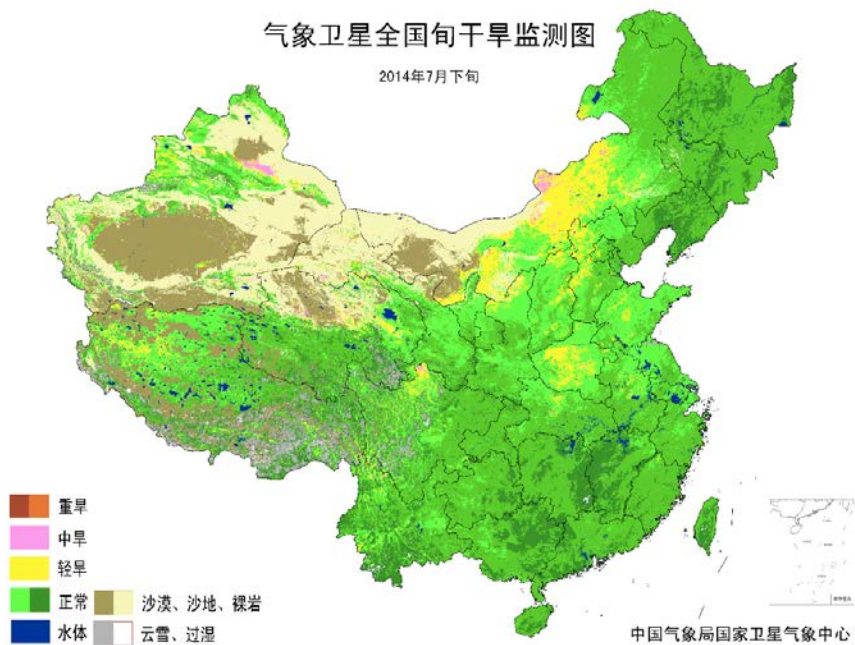 气象卫星全国旬干旱监测图
2014年7月下旬
重旱
中旱
轻旱
正常
沙漠、沙地、裸岩
水体
云雪、过湿
中国气象局国家卫星气象中心